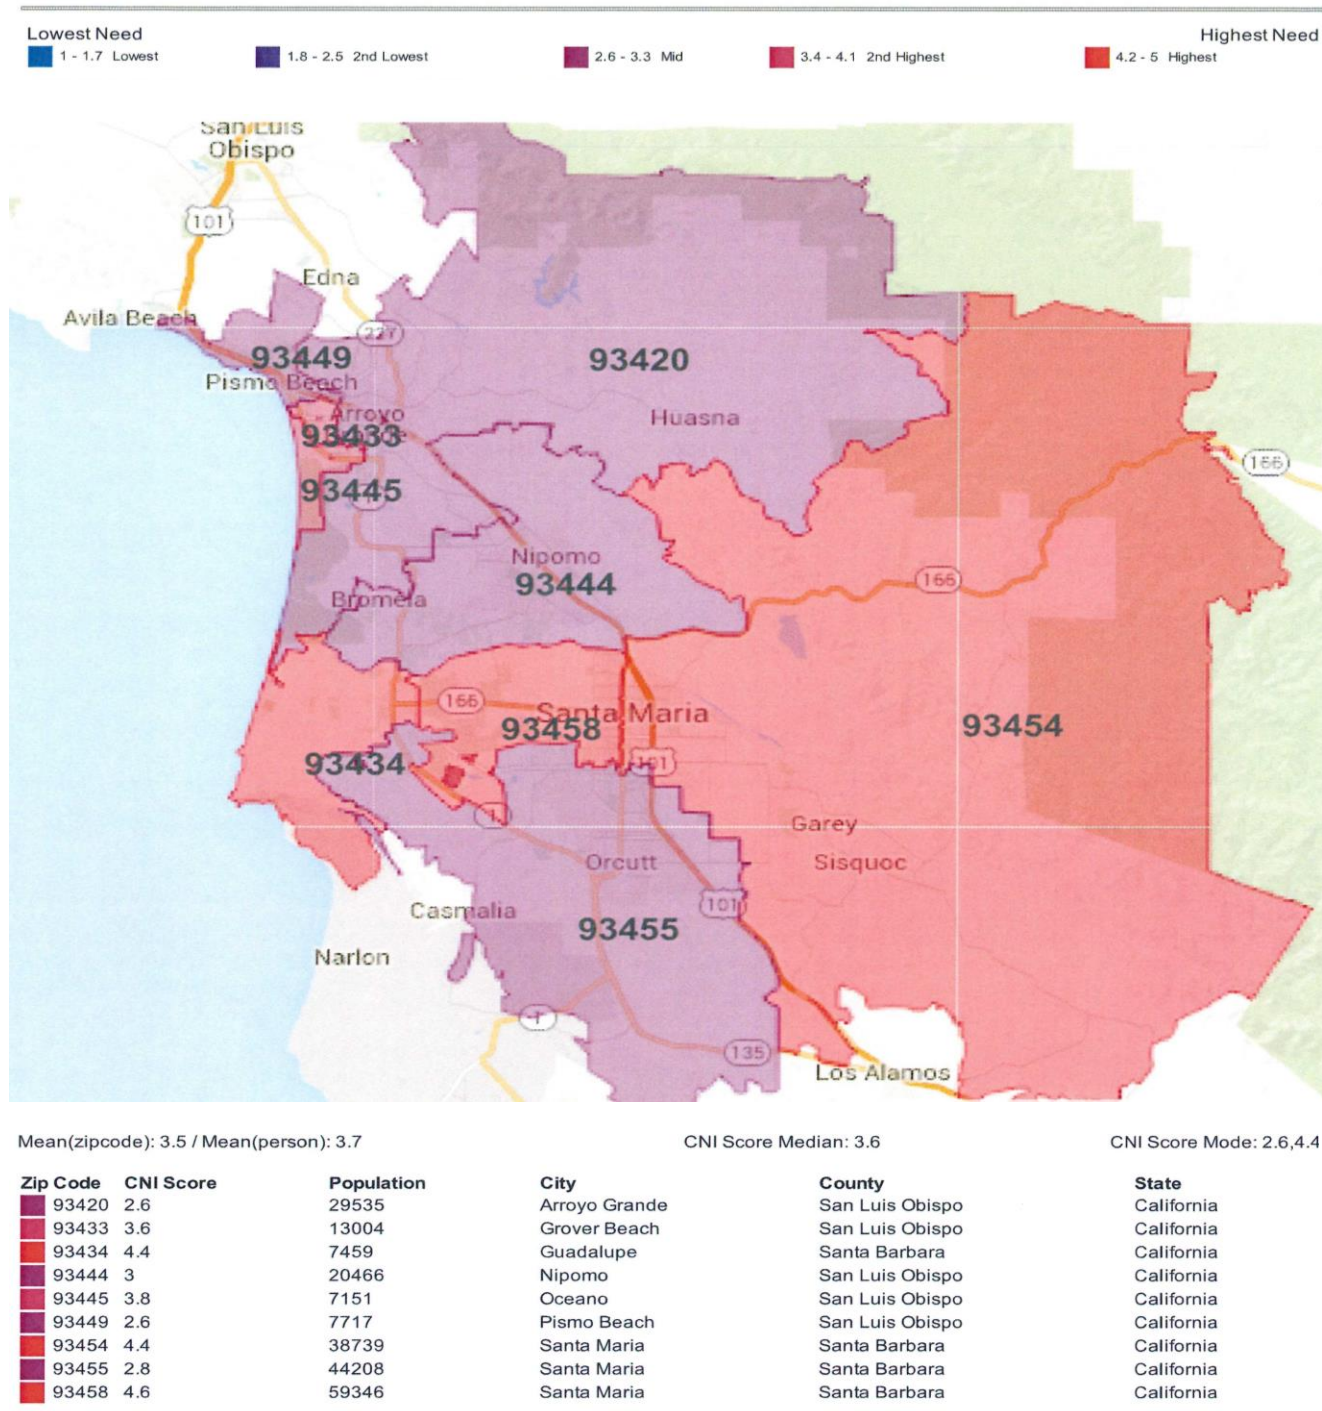 Lowest Need
Highest Need
1 - 1.7 Lowest
1.8 - 2.5 2nd Lowest
2.6 - 3.3 Mid
3.4 - 4.1 2nd Highest
4.2 - 5 Highest
San Luis
Obispo
101
Edna
Avila Beach
227
93449
93420
Pismo Beach
Arroyo
Huasna
93433
166
93445
1
Nipomo
93444
166
Bromela
166
Santa Maria
93458
93454
93434
101
1
Garey
Orcutt
Sisquoc
101
Casmalia
93455
Narlon
1
135
Los Alamos
Mean(zipcode): 3.5 / Mean(person): 3.7
CNI Score Median: 3.6
CNI Score Mode: 2.6,4.4
Zip Code CNI Score Population City County State
93420 2.6 29535 Arroyo Grande San Luis Obispo California
93433 3.6 13004 Grover Beach San Luis Obispo California
93434 4.4 7459 Guadalupe Santa Barbara California
93444 3 20466 Nipomo San Luis Obispo California
93445 3.8 7151 Oceano San Luis Obispo California
93449 2.6 7717 Pismo Beach San Luis Obispo California
93454 4.4 38739 Santa Maria Santa Barbara California
93455 2.8 44208 Santa Maria Santa Barbara California
93458 4.6 59346 Santa Maria Santa Barbara California